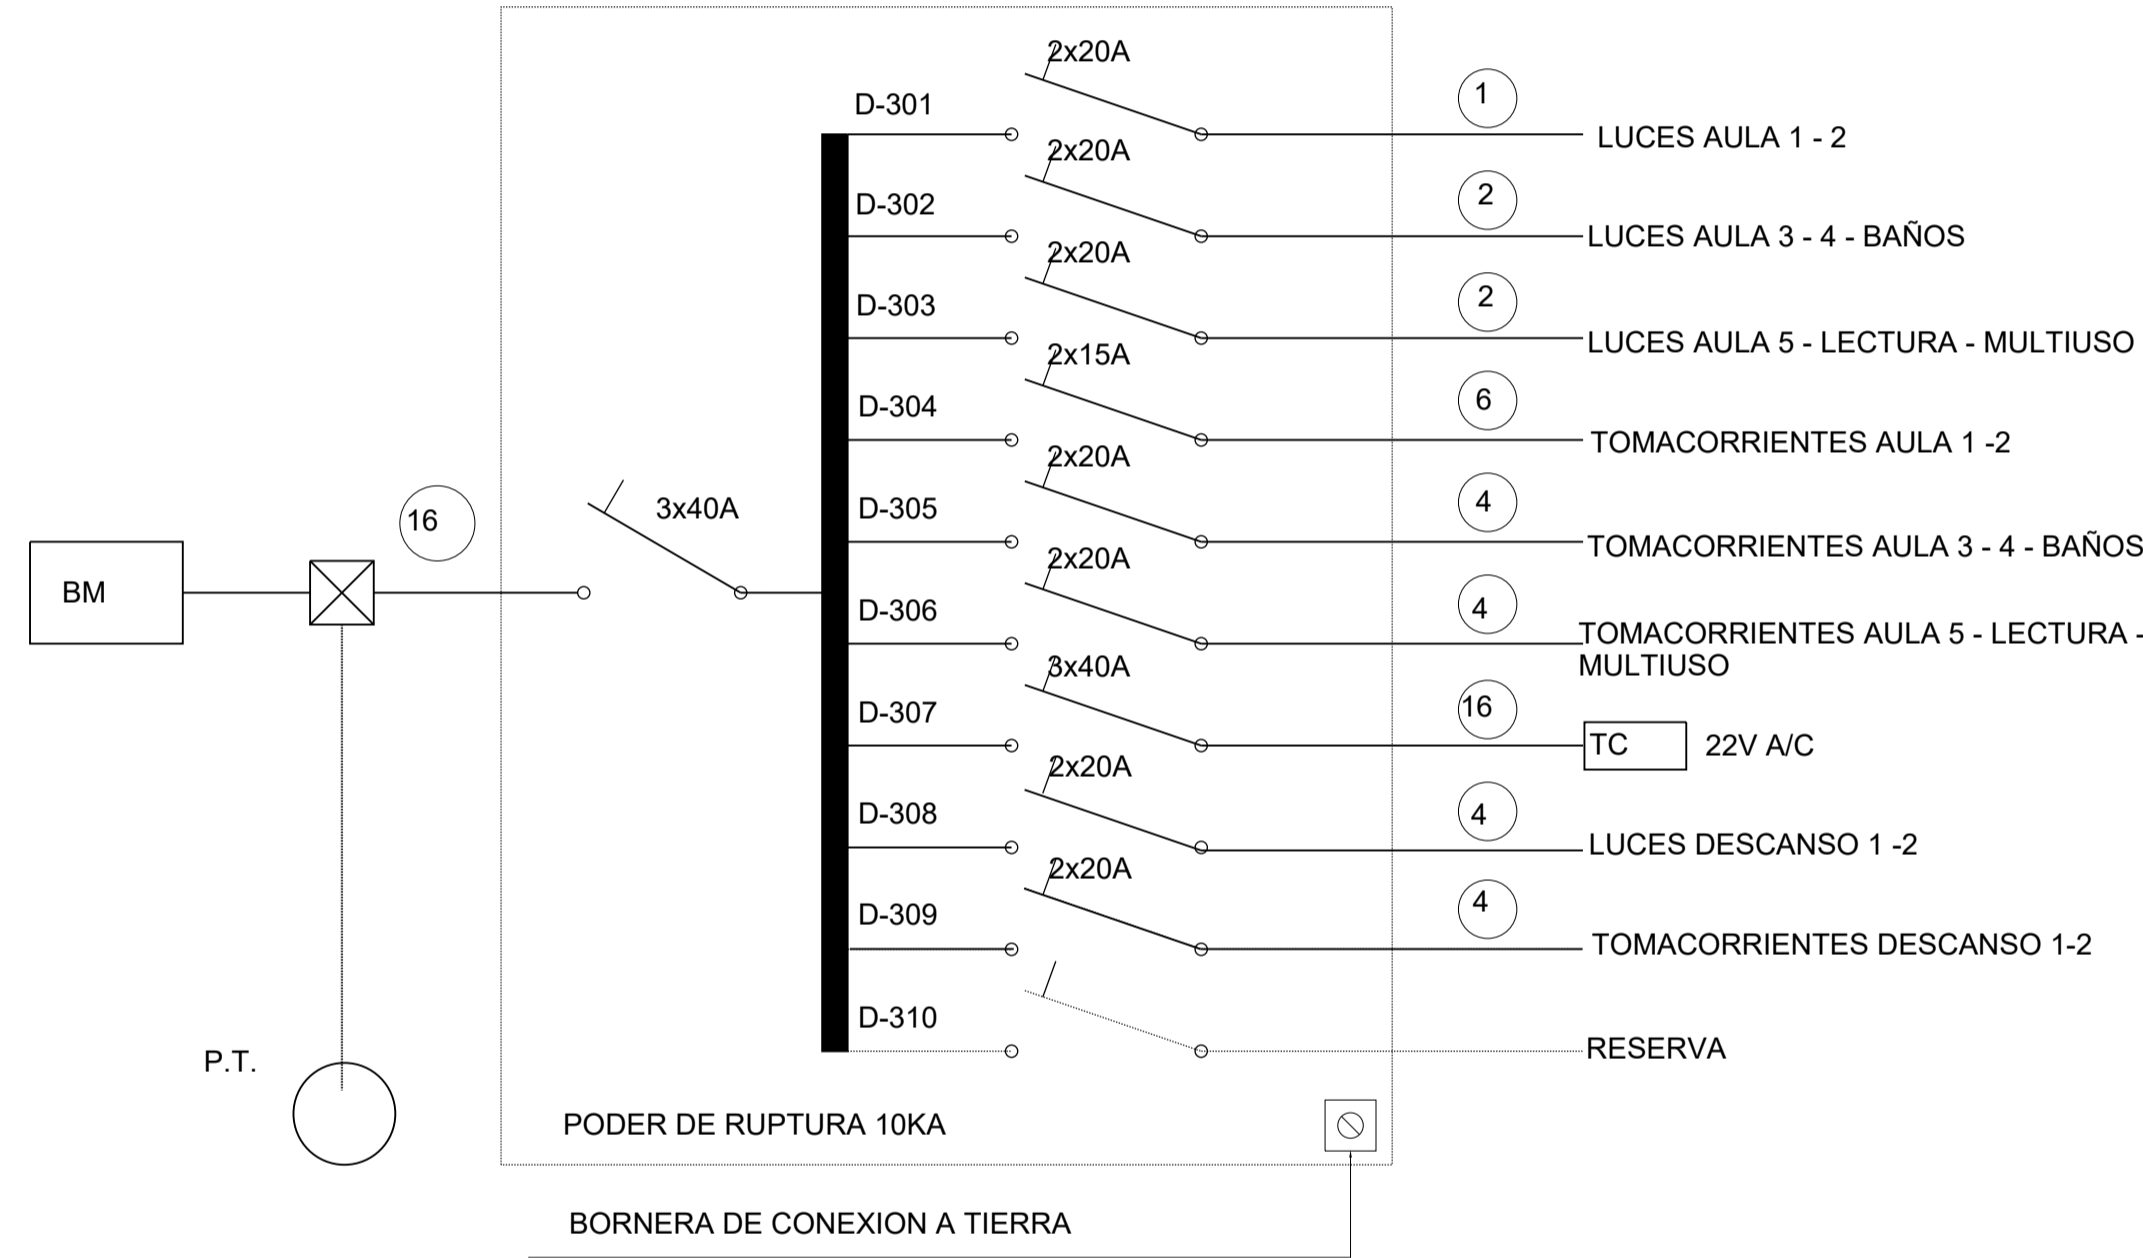 2x20A
D-301
1
LUCES AULA 1 - 2
2x20A
D-302
2
LUCES AULA 3 - 4 - BAÑOS
2x20A
D-303
2
LUCES AULA 5 - LECTURA - MULTIUSO
2x15A
D-304
6
TOMACORRIENTES AULA 1 -2
2x20A
D-305
4
TOMACORRIENTES AULA 3 - 4 - BAÑOS
16
3x40A
BM
2x20A
D-306
4
TOMACORRIENTES AULA 5 - LECTURA -
MULTIUSO
3x40A
D-307
16
TC
22V A/C
2x20A
D-308
4
LUCES DESCANSO 1 -2
2x20A
D-309
4
TOMACORRIENTES DESCANSO 1-2
D-310
RESERVA
P.T.
PODER DE RUPTURA 10KA
BORNERA DE CONEXION A TIERRA